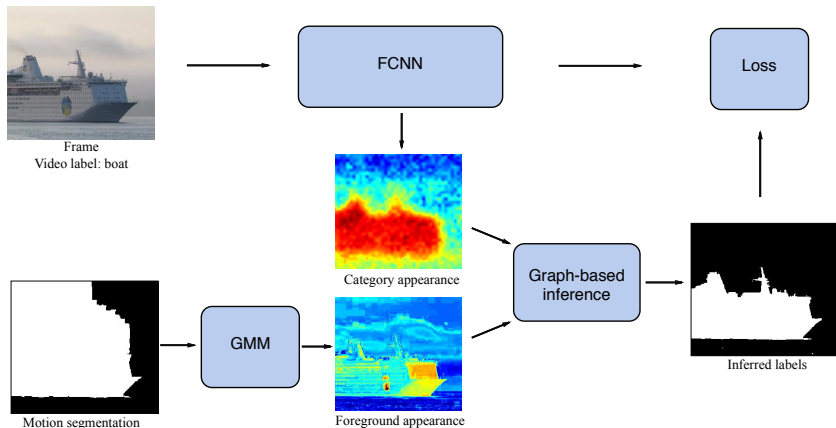 FCNN
Loss
Frame
Video label: boat
Category appearance
Graph-based
inference
GMM
Inferred labels
Motion segmentation
Foreground appearance